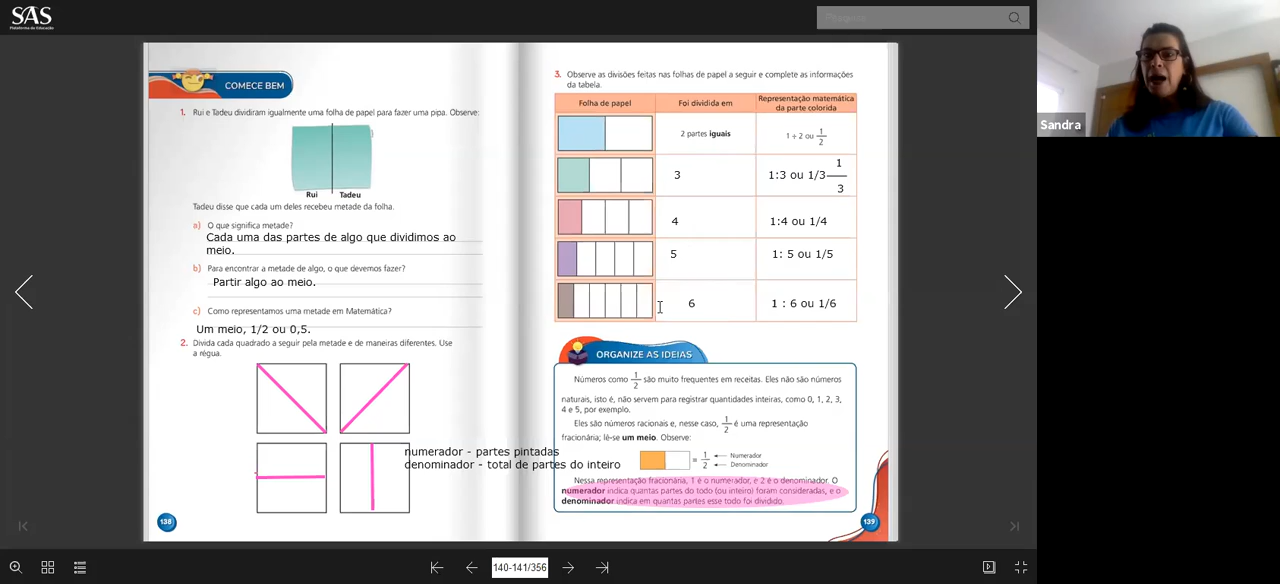 SAS
Plataforma de Educação
Pesquisar
Sandra
COMECE BEM
1. Rui e Tadeu dividiram igualmente uma folha de papel para fazer uma pipa. Observe:
Rui Tadeu
Tadeu disse que cada um deles recebeu metade da folha.
a) O que significa metade?
Cada uma das partes de algo que dividimos ao
meio.
b) Para encontrar a metade de algo, o que devemos fazer?
Partir algo ao meio.
c) Como representamos uma metade em Matemática?
Um meio, 1/2 ou 0,5.
2. Divida cada quadrado a seguir pela metade e de maneiras diferentes. Use
a régua.
numerador - partes pintadas
denominador - total de partes do inteiro
138
3. Observe as divisões feitas nas folhas de papel a seguir e complete as informações
da tabela.
Folha de papel Foi dividida em Representação matemática
da parte colorida
2 partes iguais 1 ÷ 2 ou 1/2
3 1:3 ou 1/3 1/3
4 1:4 ou 1/4
5 1: 5 ou 1/5
6 1 : 6 ou 1/6
ORGANIZE AS IDEIAS
Números como 1/2 são muito frequentes em receitas. Eles não são números
naturais, isto é, não servem para registrar quantidades inteiras, como 0, 1, 2, 3,
4 e 5, por exemplo.
Eles são números racionais e, nesse caso, 1/2 é uma representação
fracionária; lê-se um meio. Observe:
= 1/2 Numerador
Denominador
Nessa representação fracionária, 1 é o numerador, e 2 é o denominador. O
numerador indica quantas partes do todo (ou inteiro) foram consideradas, e o
denominador indica em quantas partes esse todo foi dividido.
139
140-141/356